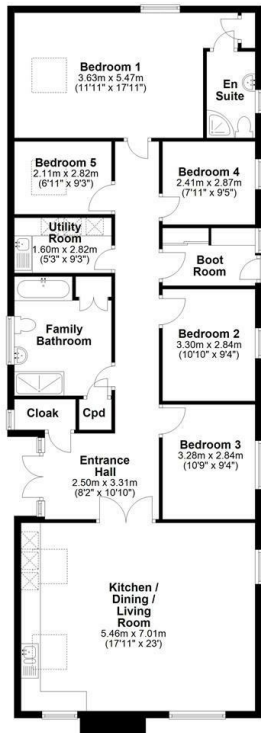 Bedroom 1
3.63m x 5.47m
(11'11" x 17'11")
En
Suite
Bedroom 5
2.11m x 2.82m
(6'11" x 9'3")
Bedroom 4
2.41m x 2.87m
(7'11" x 9'5")
Utility
Room
1.60m x 2.82m
(5'3" x 9'3")
Boot
Room
Family
Bathroom
Bedroom 2
3.30m x 2.84m
(10'10" x 9'4")
Cloak
Cpd
Bedroom 3
3.28m x 2.84m
(10'9" x 9'4")
Entrance
Hall
2.50m x 3.31m
(8'2" x 10'10")
Kitchen /
Dining /
Living
Room
5.46m x 7.01m
(17'11" x 23')